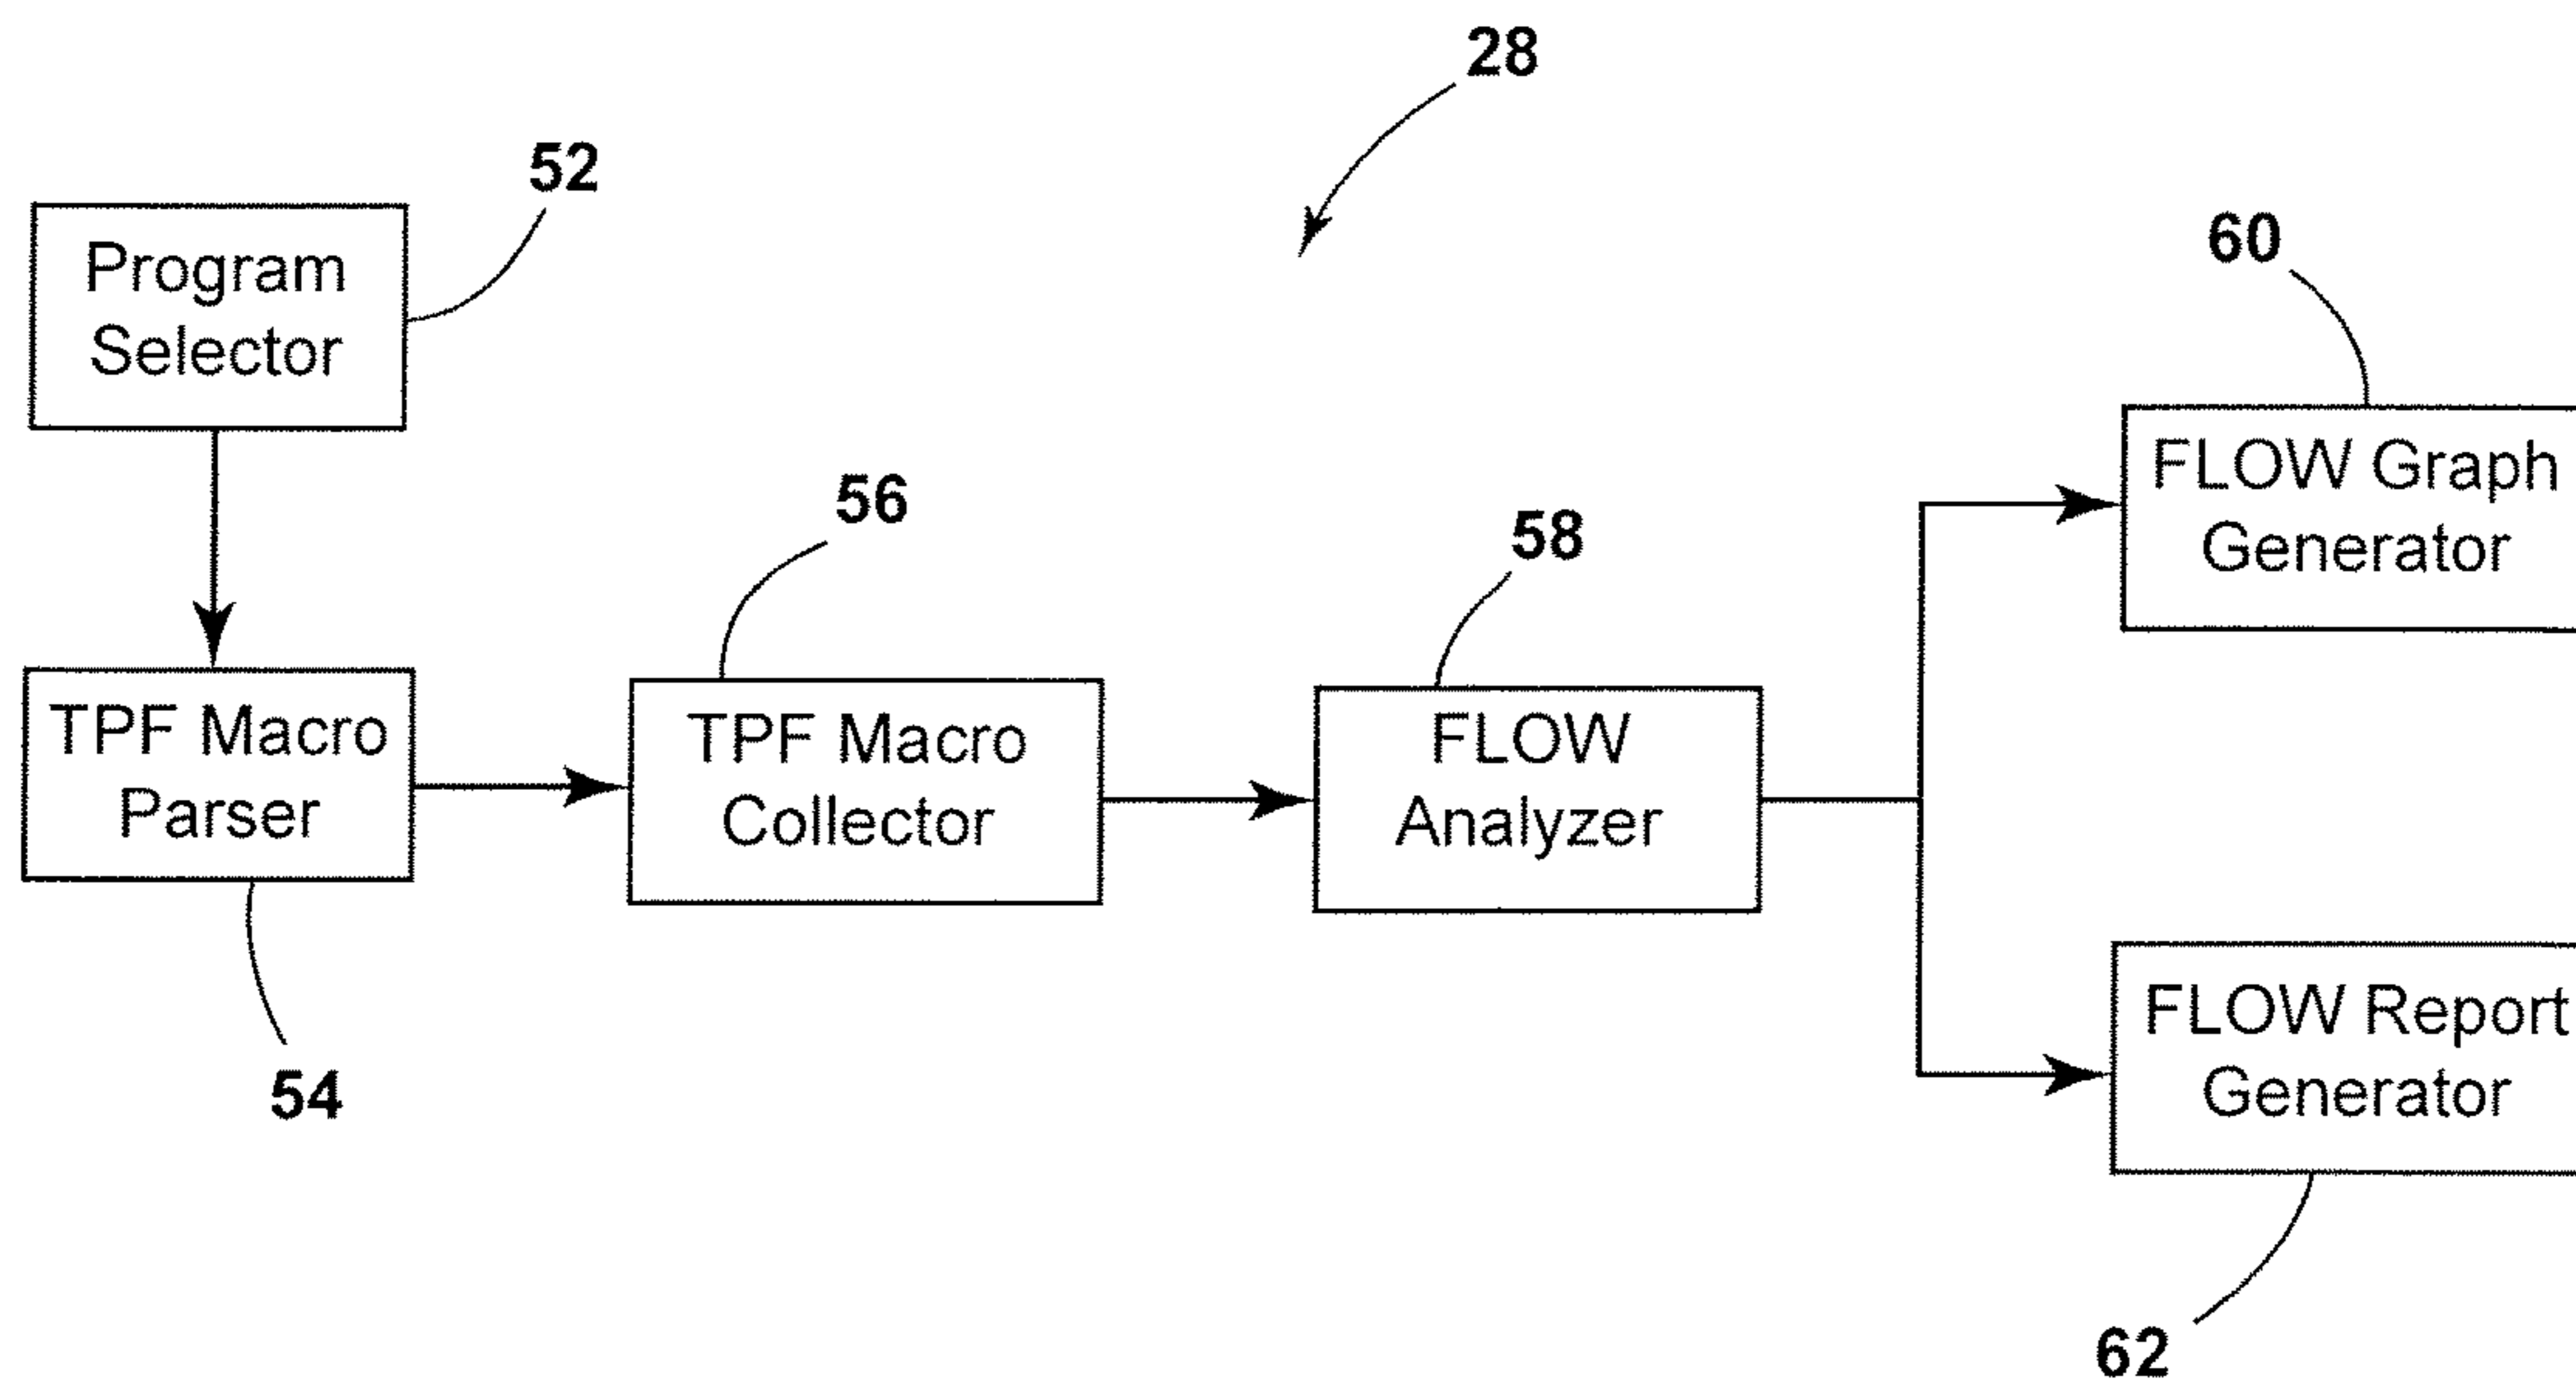 28
52
Program
Selector
60
FLOW Graph
Generator
56
58
TPF Macro
Parser
TPF Macro
Collector
FLOW
Analyzer
54
FLOW Report
Generator
62